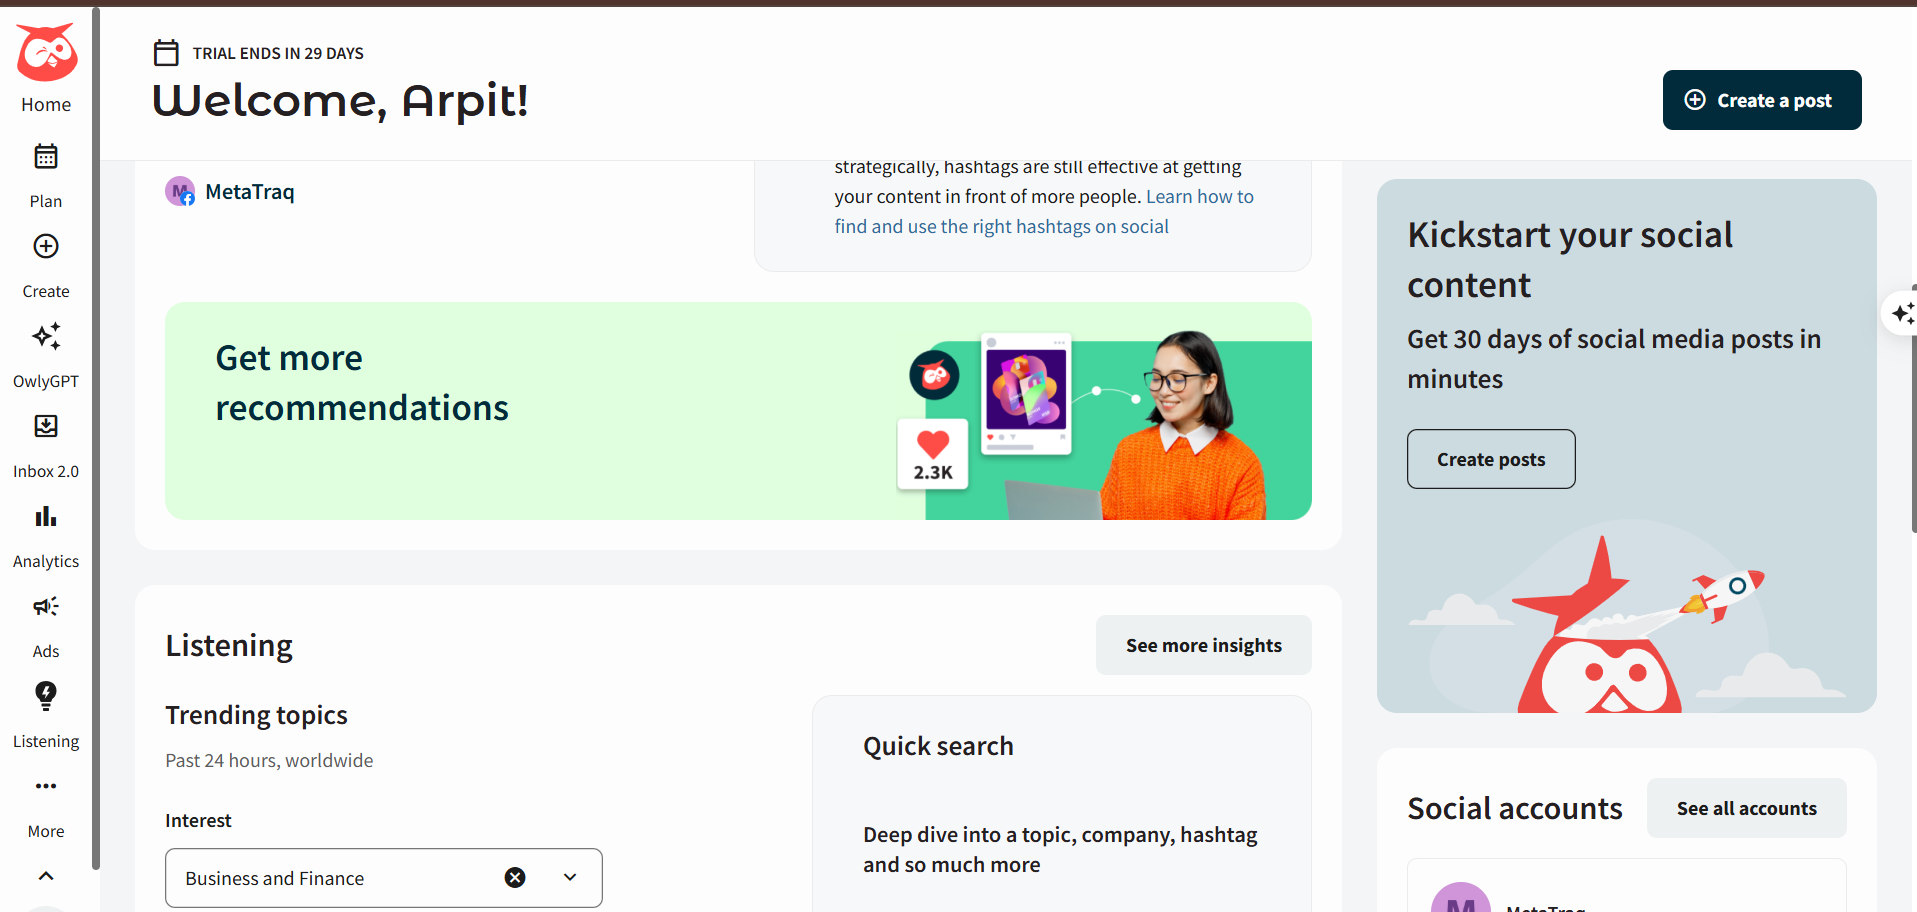 TRIAL ENDS IN 29 DAYS
Welcome, Arpit!
Create a post
Home
Plan
Create
OwlyGPT
Inbox 2.0
Analytics
Ads
Listening
More
M
MetaTraq
strategically, hashtags are still effective at getting
your content in front of more people. Learn how to
find and use the right hashtags on social
Get more
recommendations
2.3K
Listening
See more insights
Trending topics
Past 24 hours, worldwide
Interest
Business and Finance
Quick search
Deep dive into a topic, company, hashtag
and so much more
Kickstart your social
content
Get 30 days of social media posts in
minutes
Create posts
Social accounts
See all accounts
M
MetaTraq